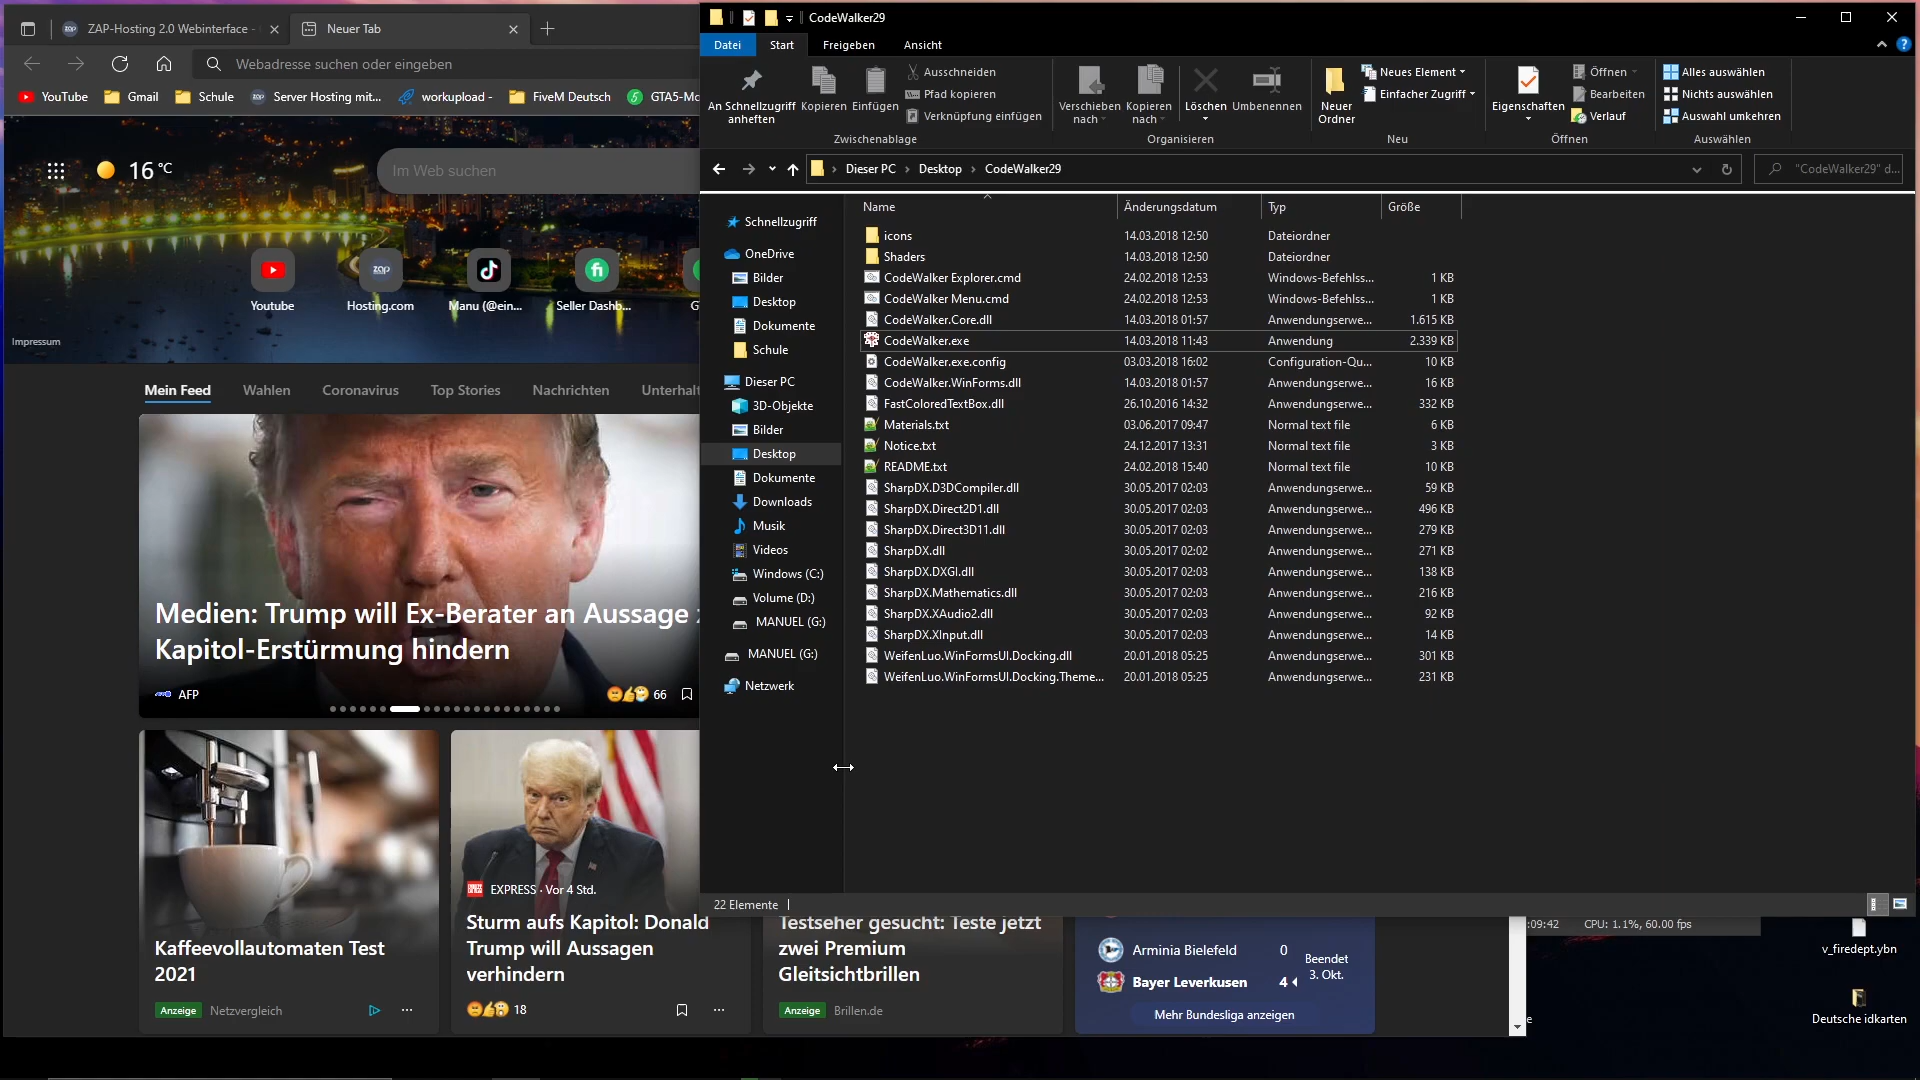 ZAP-Hosting 2.0 Webinterface -
Neuer Tab
Webadresse suchen oder eingeben
YouTube
Gmail
Schule
Server Hosting mit...
workupload -
FiveM Deutsch
16 °C
Im Web suchen
Youtube
zap
Hosting.com
Manu (@ein...
Seller Dashb...
Impressum
Mein Feed
Wahlen
Coronavirus
Top Stories
Nachrichten
Medien: Trump will Ex-Berater an Aussage
Kapitol-Erstürmung hindern
AFP
66
Kaffeevollautomaten Test
2021
Anzeige
Netzvergleich
EXPRESS · Vor 4 Std.
Sturm aufs Kapitol: Donald
Trump will Aussagen
verhindern
18
Testseher gesucht: Teste jetzt
zwei Premium
Gleitsichtbrillen
Anzeige
Brillen.de
Arminia Bielefeld 0
Bayer Leverkusen 4
Beendet
3. Okt.
Mehr Bundesliga anzeigen
CodeWalker29
Datei
Start
Freigeben
Ansicht
An Schnellzugriff
anheften
Kopieren
Einfügen
Ausschneiden
Pfad kopieren
Verknüpfung einfügen
Zwischenablage
Verschieben
nach
Kopieren
nach
Löschen
Umbenennen
Organisieren
Neuer
Ordner
Neues Element
Einfacher Zugriff
Neu
Eigenschaften
Öffnen
Bearbeiten
Verlauf
Öffnen
Alles auswählen
Nichts auswählen
Auswahl umkehren
Auswählen
Dieser PC
Desktop
CodeWalker29
"CodeWalker29" d...
Schnellzugriff
OneDrive
Bilder
Desktop
Dokumente
Schule
Dieser PC
3D-Objekte
Bilder
Desktop
Dokumente
Downloads
Musik
Videos
Windows (C:)
Volume (D:)
MANUEL (G:)
MANUEL (G:)
Netzwerk
Name Änderungsdatum Typ Größe
icons 14.03.2018 12:50 Dateiordner
Shaders 14.03.2018 12:50 Dateiordner
CodeWalker Explorer.cmd 24.02.2018 12:53 Windows-Befehlss... 1 KB
CodeWalker Menu.cmd 24.02.2018 12:53 Windows-Befehlss... 1 KB
CodeWalker.Core.dll 14.03.2018 01:57 Anwendungserwe... 1.615 KB
CodeWalker.exe 14.03.2018 11:43 Anwendung 2.339 KB
CodeWalker.exe.config 03.03.2018 16:02 Configuration-Qu... 10 KB
CodeWalker.WinForms.dll 14.03.2018 01:57 Anwendungserwe... 16 KB
FastColoredTextBox.dll 26.10.2016 14:32 Anwendungserwe... 332 KB
Materials.txt 03.06.2017 09:47 Normal text file 6 KB
Notice.txt 24.12.2017 13:31 Normal text file 3 KB
README.txt 24.02.2018 15:40 Normal text file 10 KB
SharpDX.D3DCompiler.dll 30.05.2017 02:03 Anwendungserwe... 59 KB
SharpDX.Direct2D1.dll 30.05.2017 02:03 Anwendungserwe... 496 KB
SharpDX.Direct3D11.dll 30.05.2017 02:03 Anwendungserwe... 279 KB
SharpDX.dll 30.05.2017 02:02 Anwendungserwe... 271 KB
SharpDX.DXGI.dll 30.05.2017 02:03 Anwendungserwe... 138 KB
SharpDX.Mathematics.dll 30.05.2017 02:03 Anwendungserwe... 216 KB
SharpDX.XAudio2.dll 30.05.2017 02:03 Anwendungserwe... 92 KB
SharpDX.XInput.dll 30.05.2017 02:03 Anwendungserwe... 14 KB
WeifenLuo.WinFormsUI.Docking.dll 20.01.2018 05:25 Anwendungserwe... 301 KB
WeifenLuo.WinFormsUI.Docking.Theme... 20.01.2018 05:25 Anwendungserwe... 231 KB
22 Elemente
:09:42
CPU: 1.1%, 60.00 fps
v_firedept.ybn
Deutsche idkarten